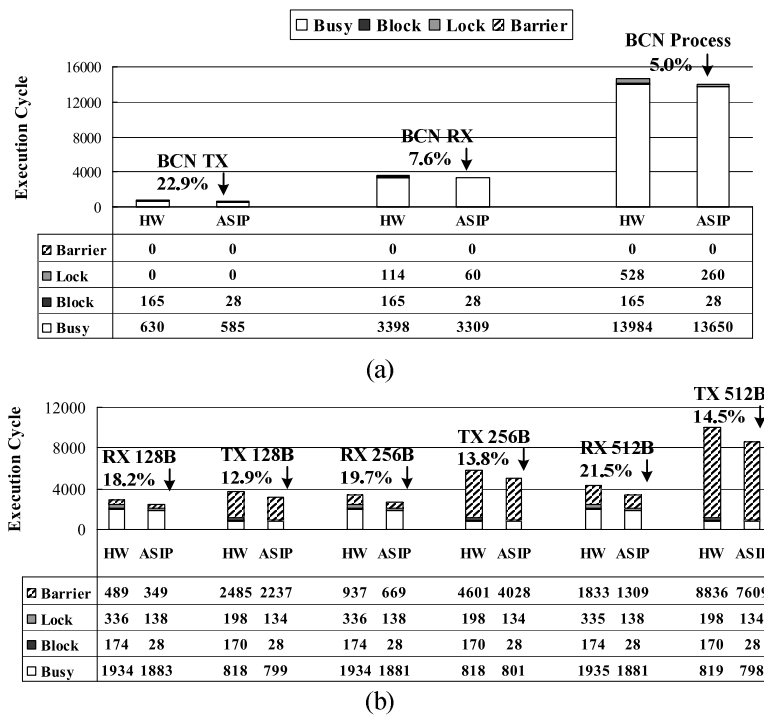 Busy Block Lock Barrier
Execution Cycle
16000
12000
8000
4000
0
BCN TX
22.9%
BCN RX
7.6%
BCN Process
5.0%
HW ASIP HW ASIP HW ASIP
Barrier 0 0 0 0 0 0
Lock 0 0 114 60 528 260
Block 165 28 165 28 165 28
Busy 630 585 3398 3309 13984 13650
(a)
Execution Cycle
12000
8000
4000
0
RX 128B
18.2%
TX 128B
12.9%
RX 256B
19.7%
TX 256B
13.8%
RX 512B
21.5%
TX 512B
14.5%
HW ASIP HW ASIP HW ASIP HW ASIP HW ASIP HW ASI
Barrier 489 349 2485 2237 937 669 4601 4028 1833 1309 8836 7609
Lock 336 138 198 134 336 138 198 134 335 138 198 134
Block 174 28 170 28 174 28 170 28 174 28 170 28
Busy 1934 1883 818 799 1934 1881 818 801 1935 1881 819 798
(b)